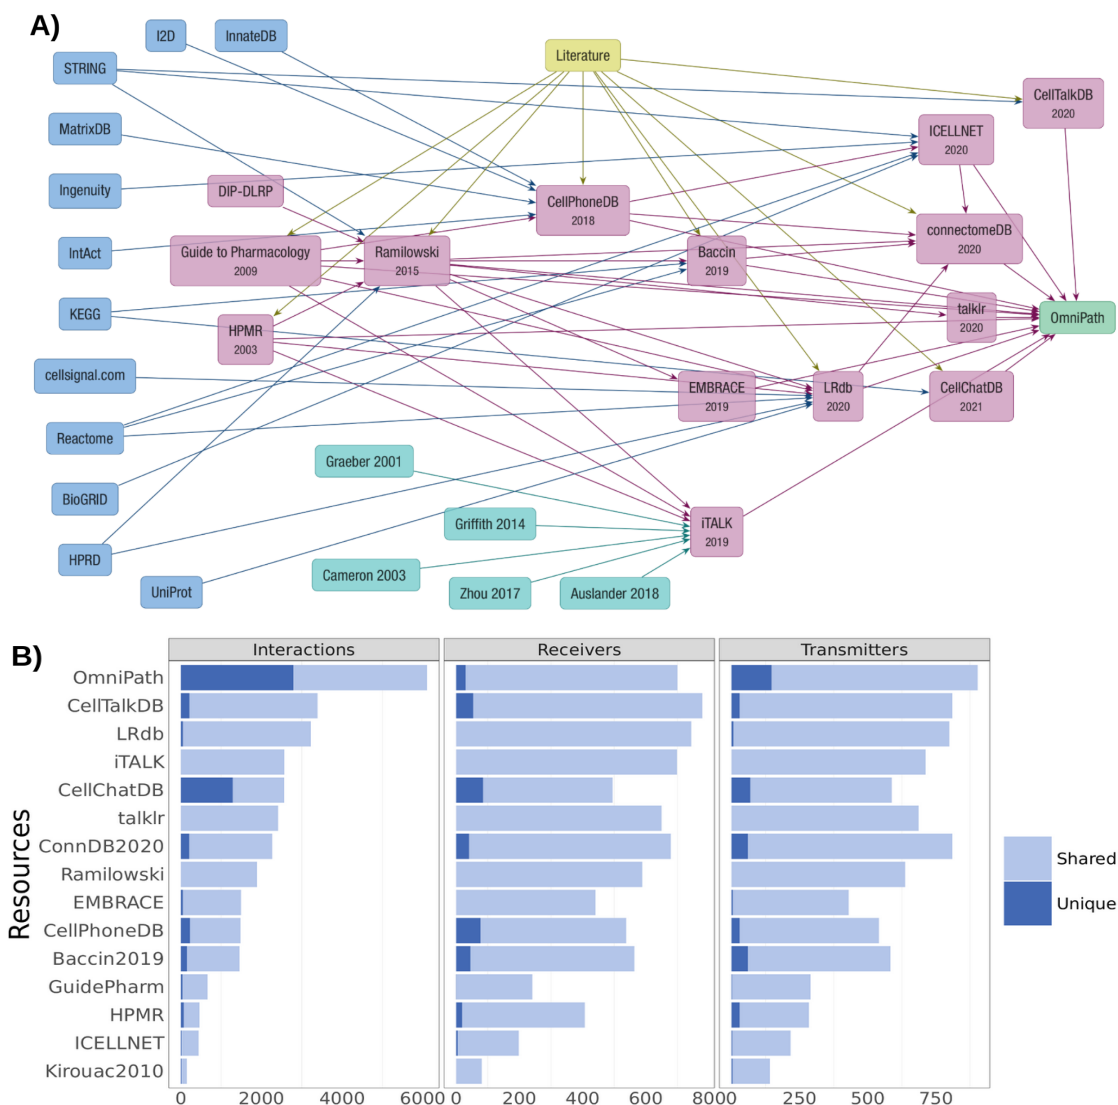 A)
I2D
InnateDB
Literature
STRING
CellTalkDB
2020
MatrixDB
ICELLNET
2020
Ingenuity
DIP-DLRP
CellPhoneDB
2018
connectomeDB
2020
IntAct
Guide to Pharmacology
2009
Ramilowski
2015
Baccin
2019
KEGG
HPMR
2003
talklr
2020
OmniPath
cellsignal.com
EMBRACE
2019
LRdb
2020
CellChatDB
2021
Reactome
Graeber 2001
BioGRID
Griffith 2014
iTALK
2019
HPRD
Cameron 2003
UniProt
Zhou 2017
Auslander 2018
B)
Interactions
Receivers
Transmitters
Resources
OmniPath
CellTalkDB
LRdb
iTALK
CellChatDB
talklr
ConnDB2020
Ramilowski
EMBRACE
CellPhoneDB
Baccin2019
GuidePharm
HPMR
ICELLNET
Kirouac2010
Shared
Unique
0 2000 4000 6000
0 200 400 600 800
0 250 500 750